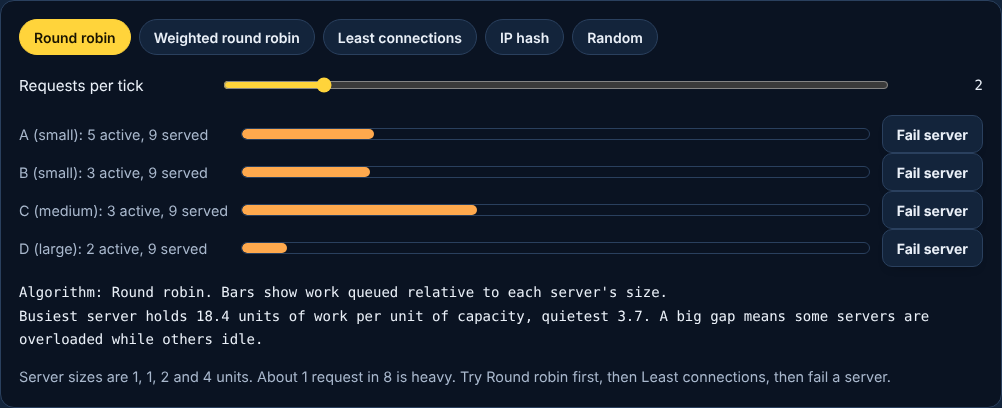 Round robin Weighted round robin Least connections IP hash Random
Requests per tick 2
A (small): 5 active, 9 served Fail server
B (small): 3 active, 9 served Fail server
C (medium): 3 active, 9 served Fail server
D (large): 2 active, 9 served Fail server
Algorithm: Round robin. Bars show work queued relative to each server's size.
Busiest server holds 18.4 units of work per unit of capacity, quietest 3.7. A big gap means some servers are
overloaded while others idle.
Server sizes are 1, 1, 2 and 4 units. About 1 request in 8 is heavy. Try Round robin first, then Least connections, then fail a server.